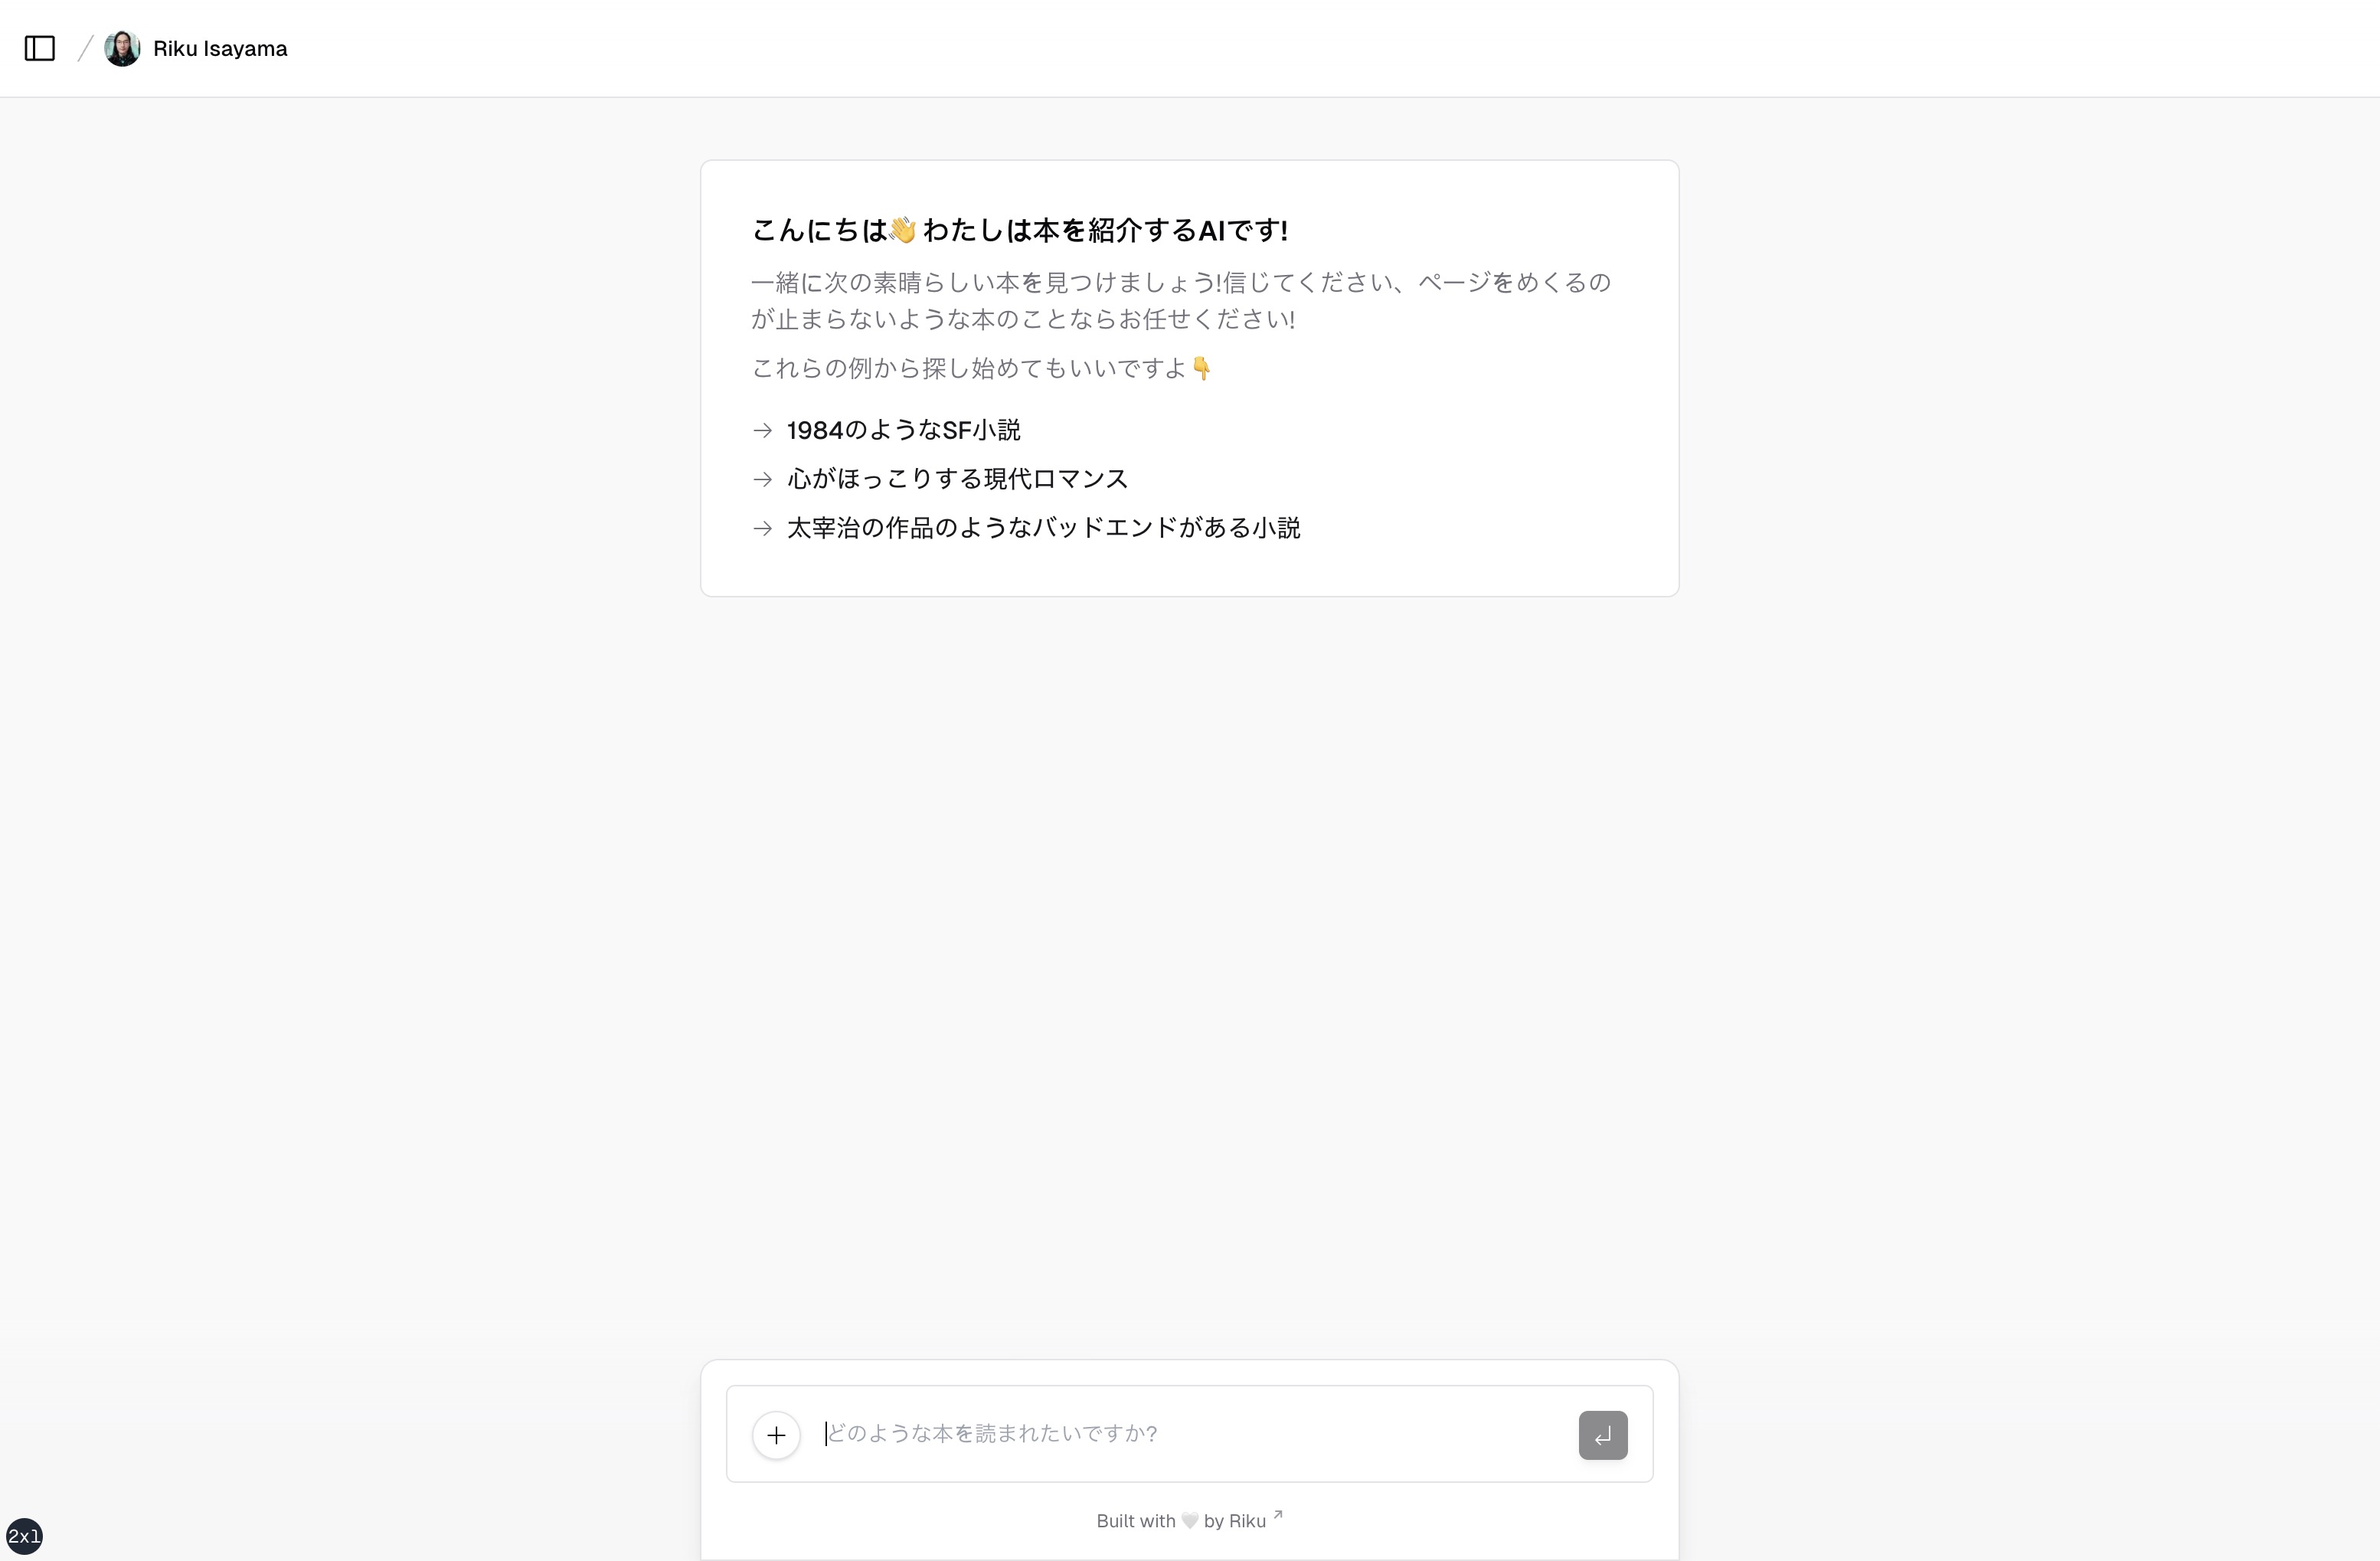 Riku Isayama
こんにちは👋 わたしは本を紹介するAIです!
一緒に次の素晴らしい本を見つけましょう!信じてください、ページをめくるの
が止まらないような本のことならお任せください!
これらの例から探し始めてもいいですよ👇
→ 1984のようなSF小説
→ 心がほっこりする現代ロマンス
→ 太宰治の作品のようなバッドエンドがある小説
どのような本を読まれたいですか?
Built with 🤍 by Riku ↗
2xl